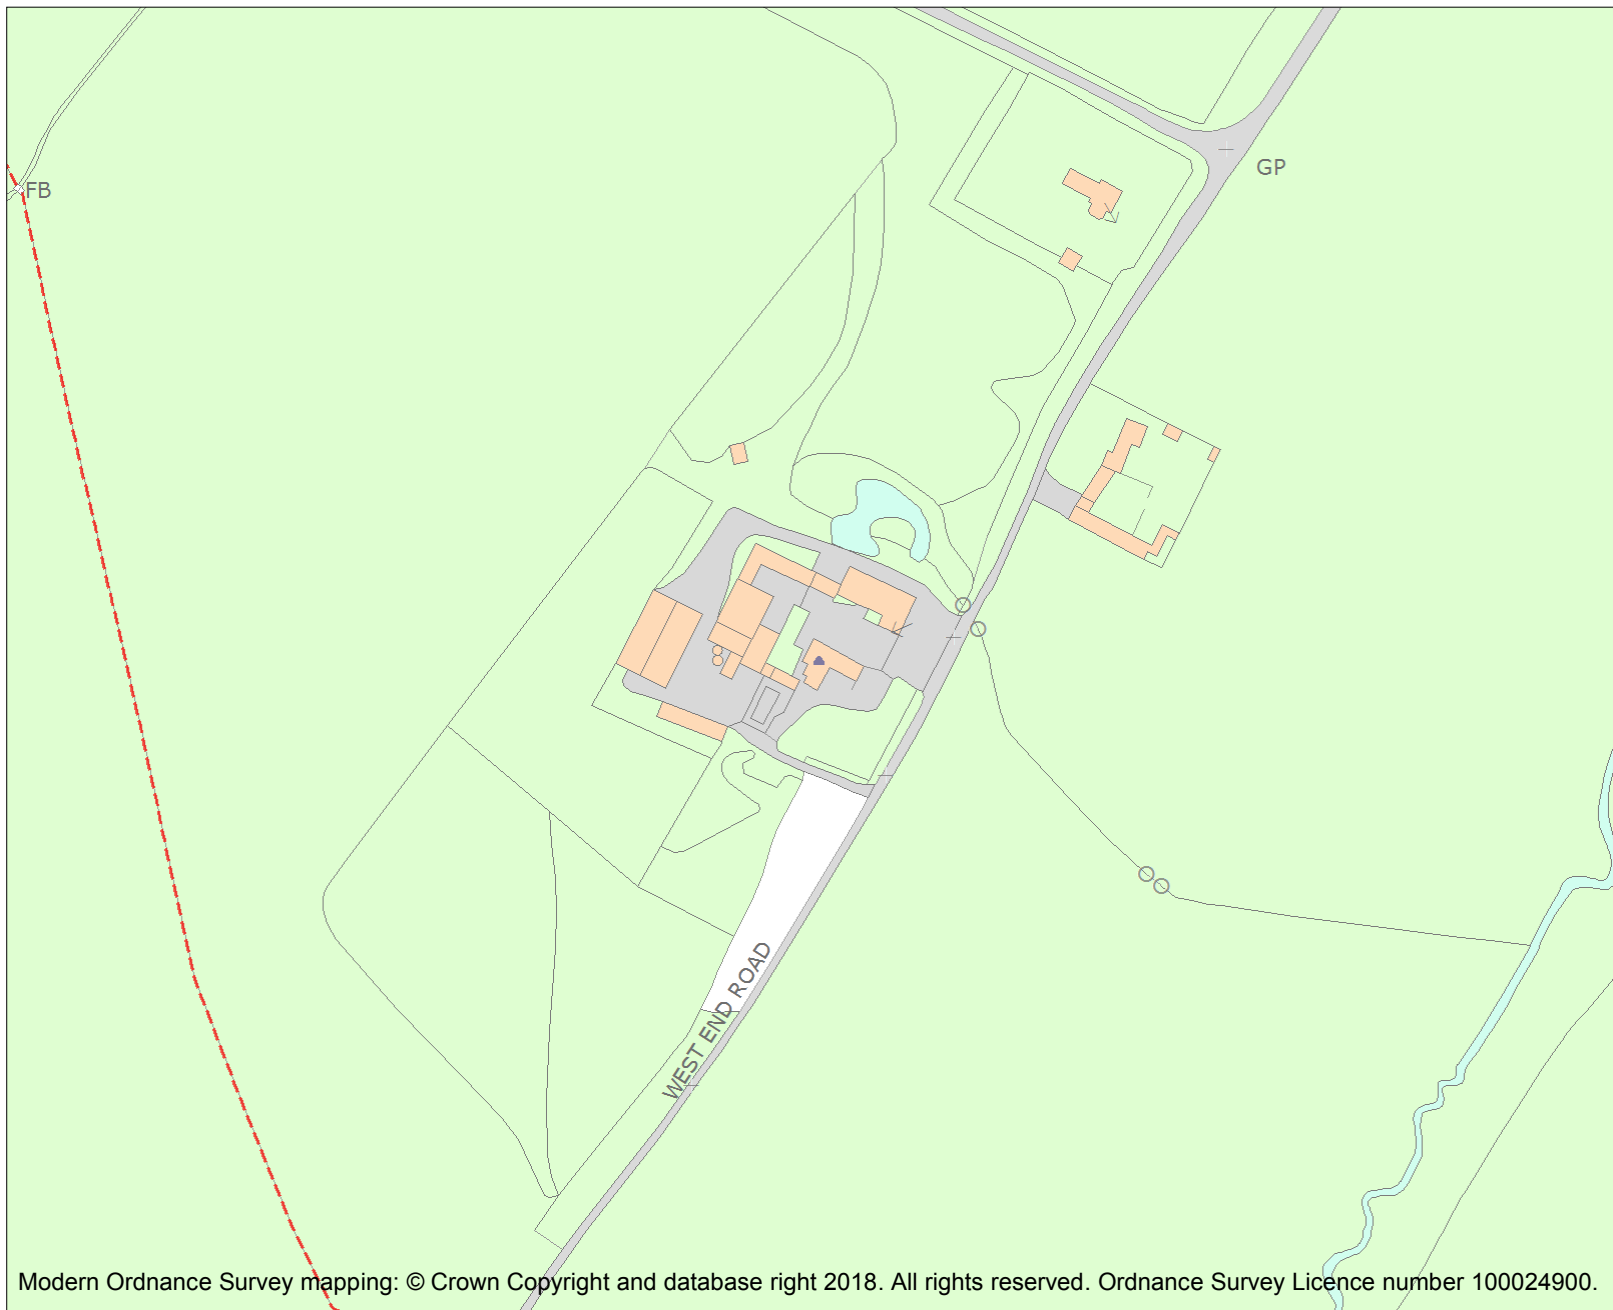 GP
FB
WEST END ROAD
Modern Ordnance Survey mapping: © Crown Copyright and database right 2018. All rights reserved. Ordnance Survey Licence number 100024900.